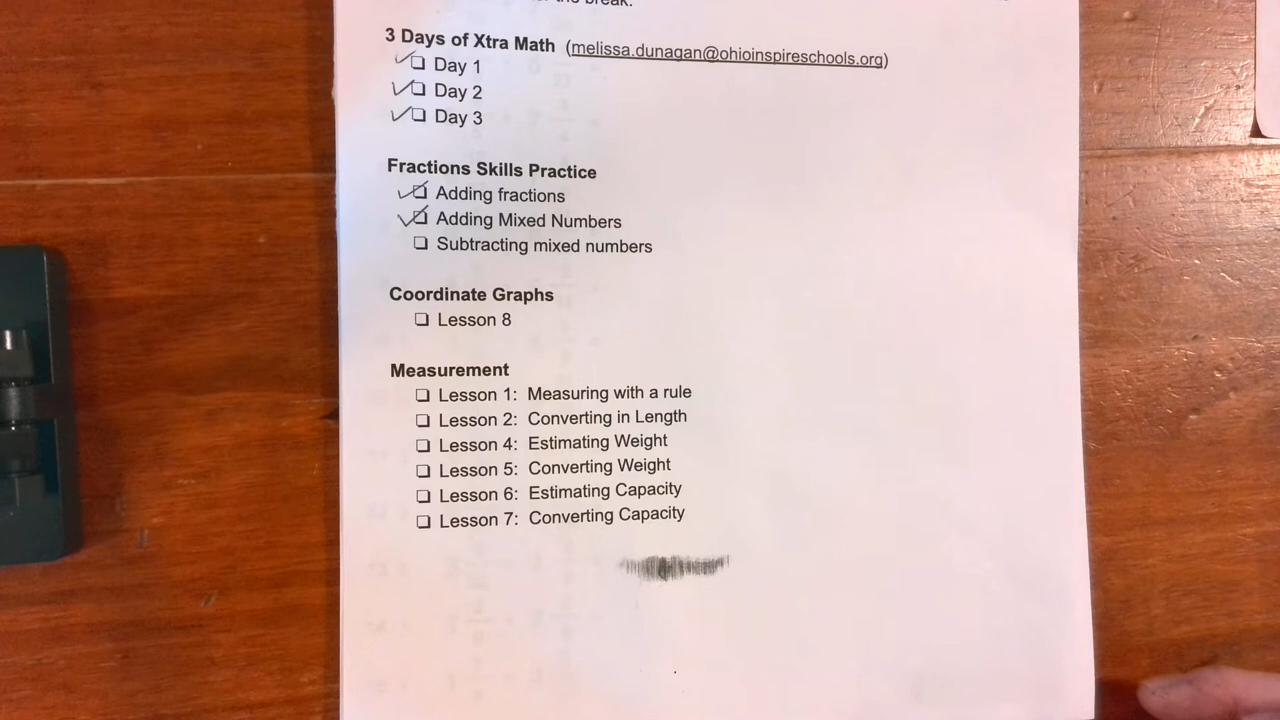 the break.
3 Days of Xtra Math (melissa.dunagan@ohioinspireschools.org)
Day 1
Day 2
Day 3
Fractions Skills Practice
Adding fractions
Adding Mixed Numbers
Subtracting mixed numbers
Coordinate Graphs
Lesson 8
Measurement
Lesson 1: Measuring with a rule
Lesson 2: Converting in Length
Lesson 4: Estimating Weight
Lesson 5: Converting Weight
Lesson 6: Estimating Capacity
Lesson 7: Converting Capacity